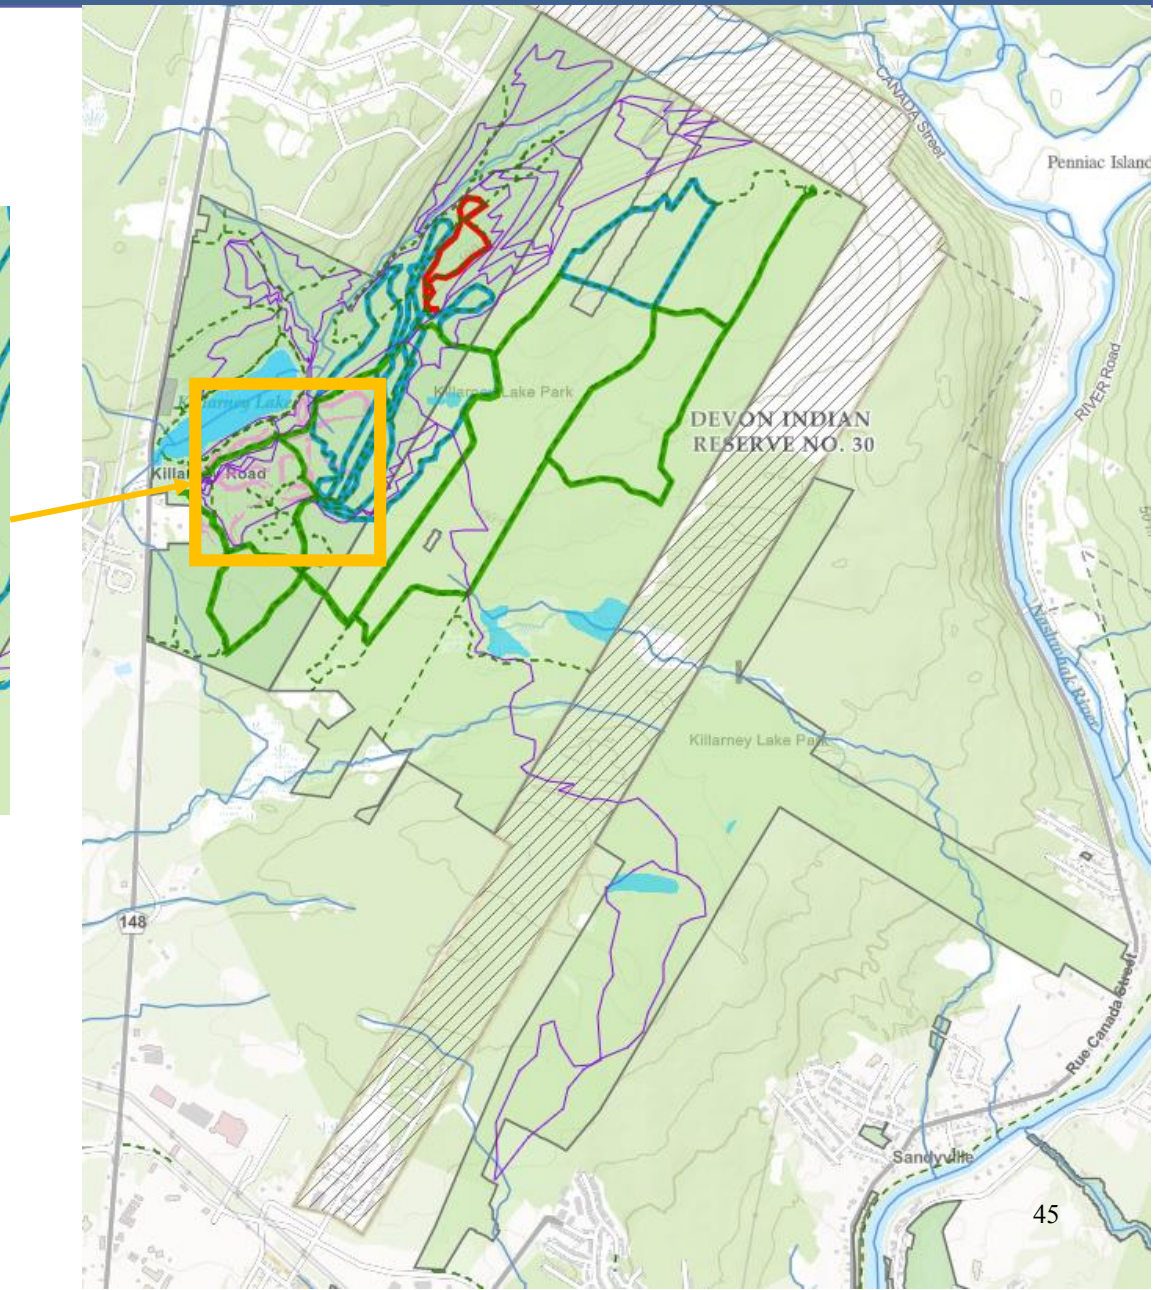 CANADA Street
Penniac Island
RIVER Road
Killarney Lake
Killarney Lake Park
DEVON INDIAN
RESERVE NO. 30
Road
Nashwaak River
Killarney Lake Park
148
Rue Canada Street
Sandyville
45